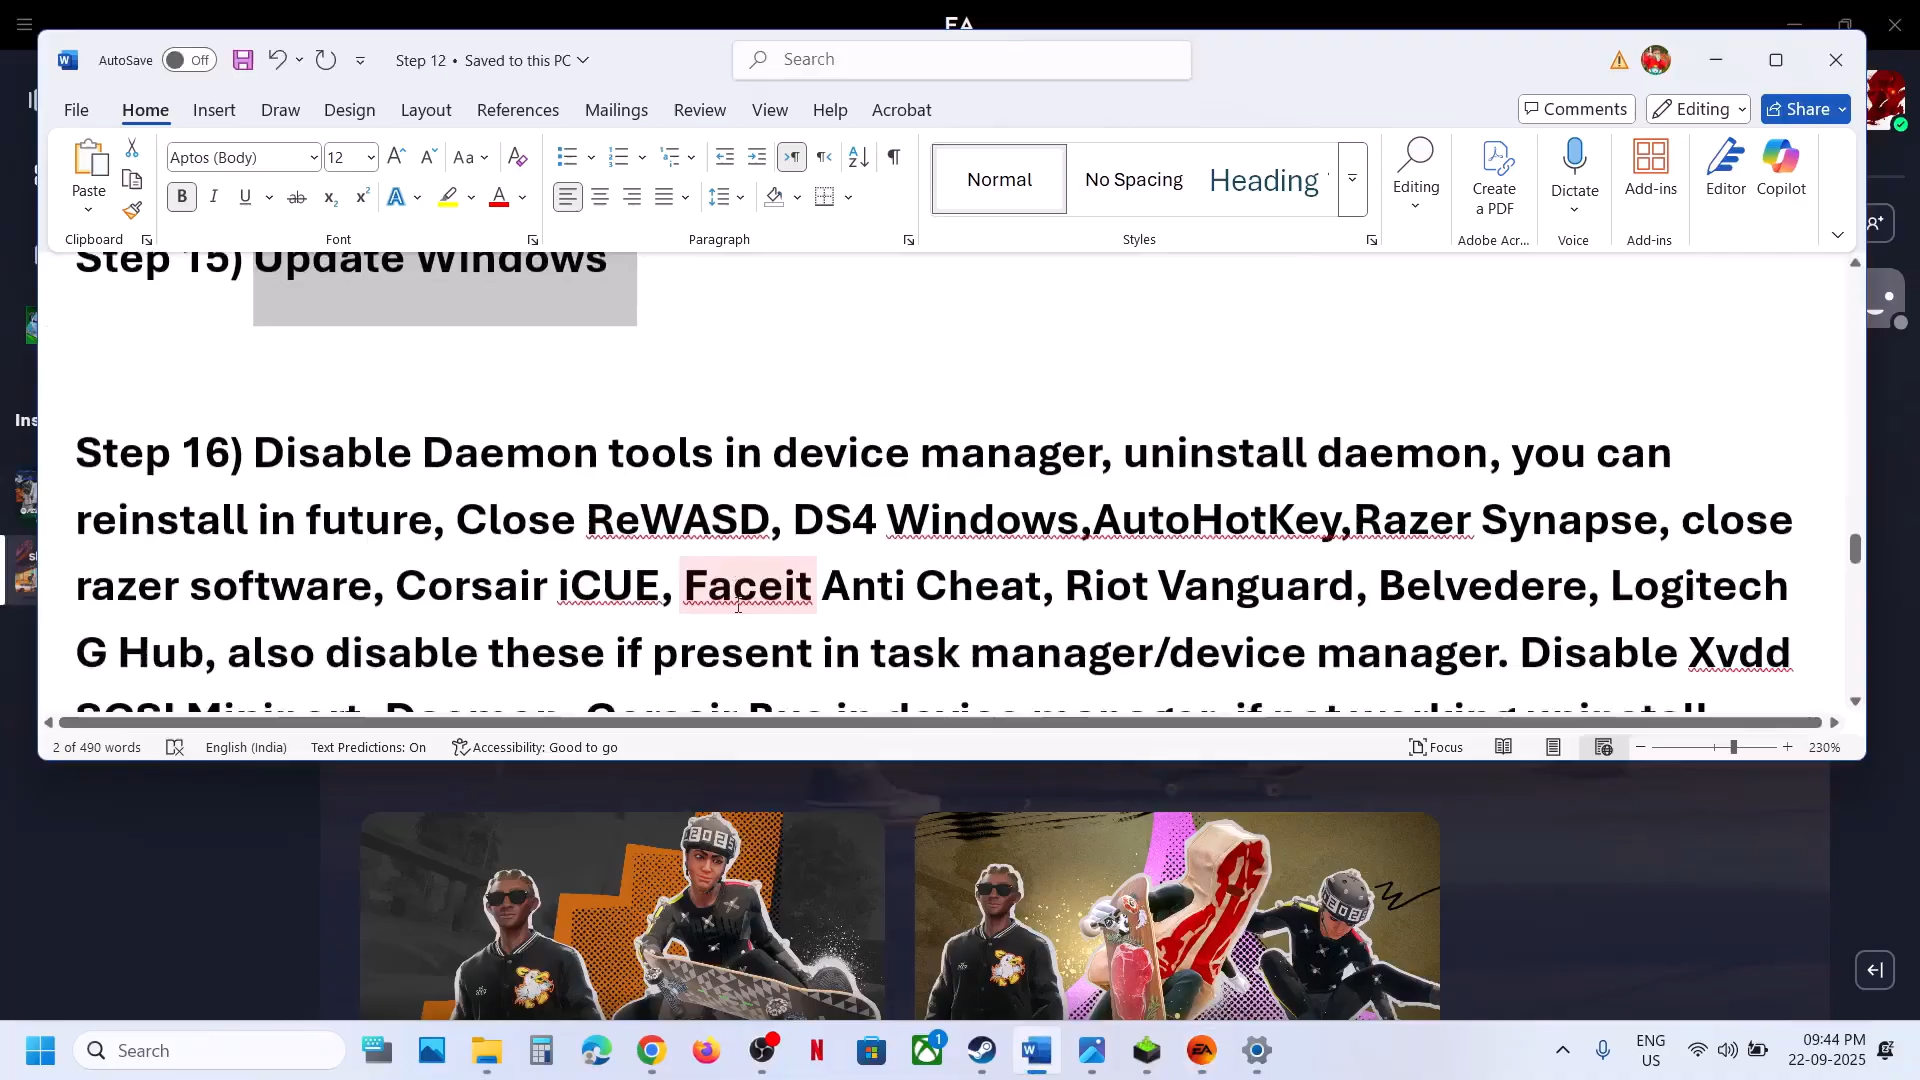 EA
AutoSave Off Step 12 • Saved to this PC Search
File Home Insert Draw Design Layout References Mailings Review View Help Acrobat Comments Editing Share
Paste Aptos (Body) 12 Normal No Spacing Heading Editing Create a PDF Dictate Add-ins Editor Copilot
Clipboard Font Paragraph Styles Adobe Acr... Voice Add-ins
Step 15) Update Windows
Step 16) Disable Daemon tools in device manager, uninstall daemon, you can
reinstall in future, Close ReWASD, DS4 Windows,AutoHotKey,Razer Synapse, close
razer software, Corsair iCUE, Faceit Anti Cheat, Riot Vanguard, Belvedere, Logitech
G Hub, also disable these if present in task manager/device manager. Disable Xvdd
SCSI Miniport, Daemon, Corsair Bus in device manager, if not working uninstall
2 of 490 words English (India) Text Predictions: On Accessibility: Good to go Focus 230%
Ins
2025
2025
Search ENG US 09:44 PM 22-09-2025